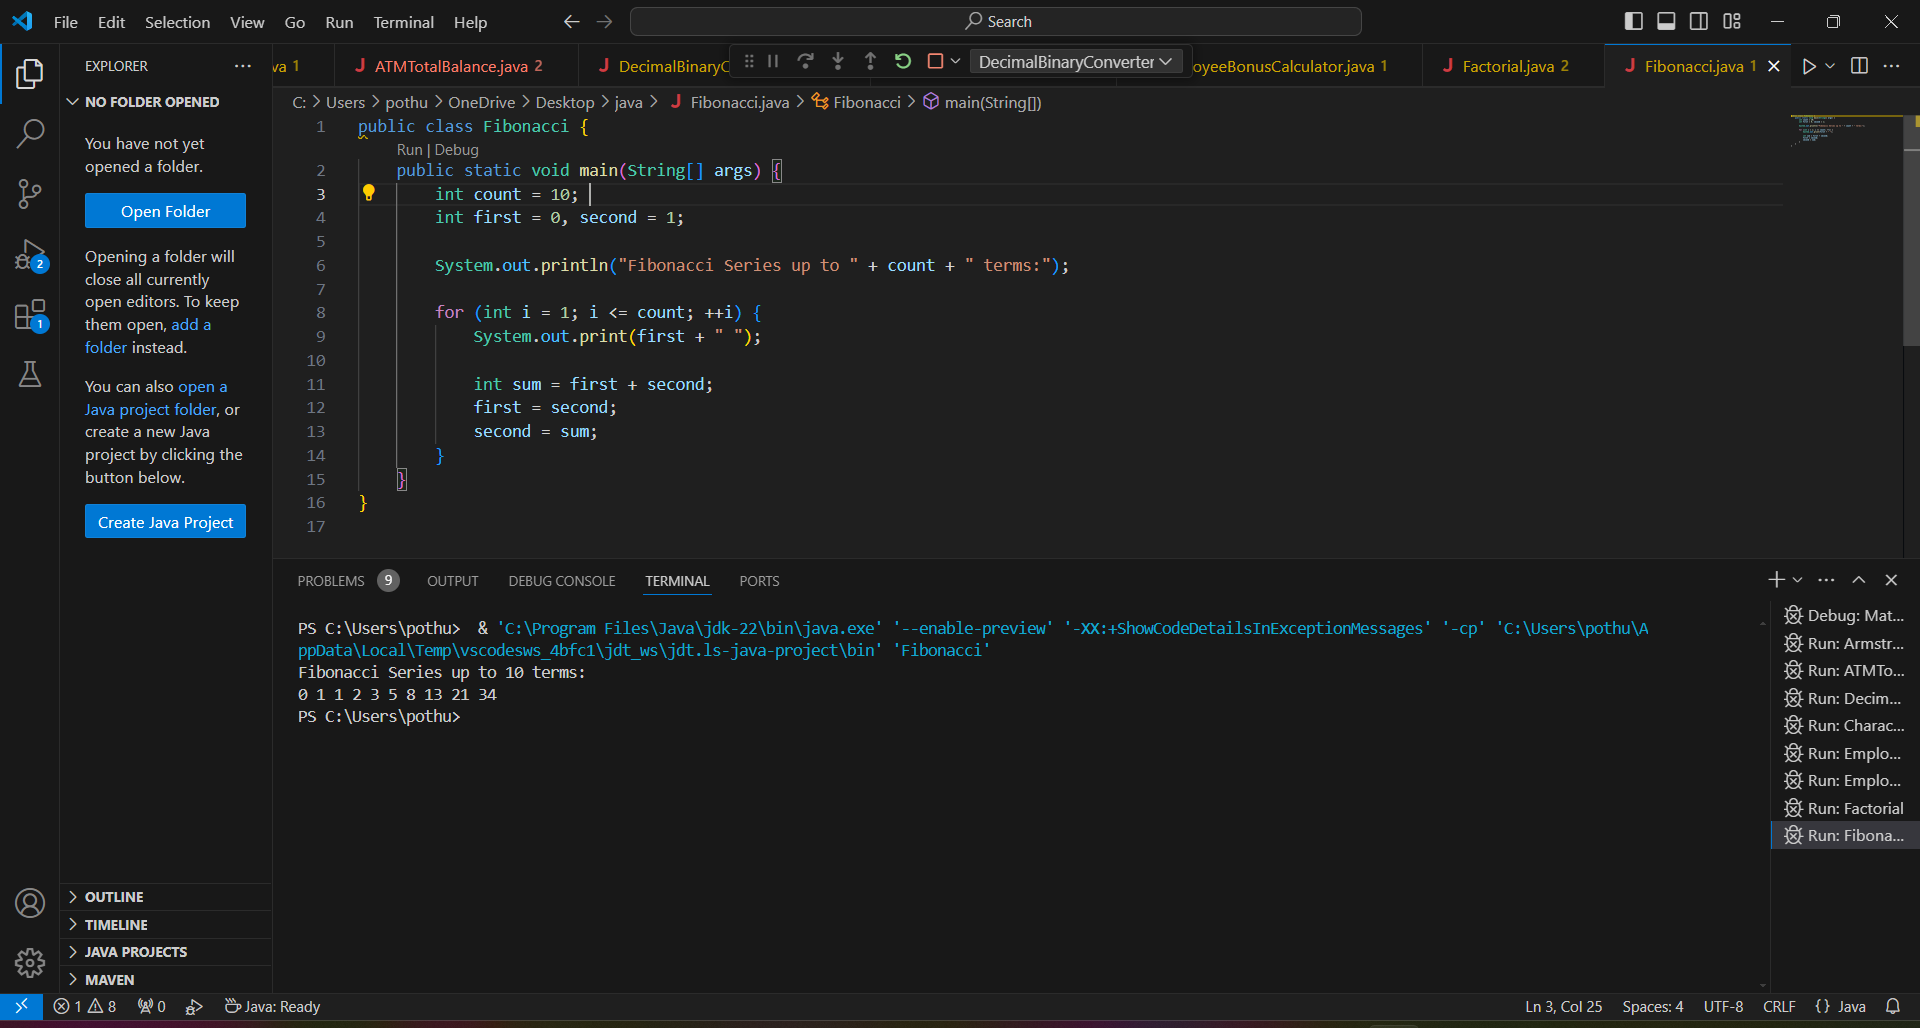 File Edit Selection View Go Run Terminal Help
Search
EXPLORER
va 1
J ATMTotalBalance.java 2
J DecimalBinaryC
DecimalBinaryConverter
oyeeBonusCalculator.java 1
J Factorial.java 2
J Fibonacci.java 1
NO FOLDER OPENED
You have not yet
opened a folder.
Open Folder
Opening a folder will
close all currently
open editors. To keep
them open, add a
folder instead.
You can also open a
Java project folder, or
create a new Java
project by clicking the
button below.
Create Java Project
OUTLINE
TIMELINE
JAVA PROJECTS
MAVEN
2
1
C: > Users > pothu > OneDrive > Desktop > java > J Fibonacci.java > Fibonacci > main(String[])
1 public class Fibonacci {
Run | Debug
2 public static void main(String[] args) {
3 int count = 10;
4 int first = 0, second = 1;
5
6 System.out.println("Fibonacci Series up to " + count + " terms:");
7
8 for (int i = 1; i <= count; ++i) {
9 System.out.print(first + " ");
10
11 int sum = first + second;
12 first = second;
13 second = sum;
14 }
15 }
16 }
17
PROBLEMS 9 OUTPUT DEBUG CONSOLE TERMINAL PORTS
PS C:\Users\pothu> & 'C:\Program Files\Java\jdk-22\bin\java.exe' '--enable-preview' '-XX:+ShowCodeDetailsInExceptionMessages' '-cp' 'C:\Users\pothu\A
ppData\Local\Temp\vscodesws_4bfc1\jdt_ws\jdt.ls-java-project\bin' 'Fibonacci'
Fibonacci Series up to 10 terms:
0 1 1 2 3 5 8 13 21 34
PS C:\Users\pothu>
Debug: Mat...
Run: Armstr...
Run: ATMTo...
Run: Decim...
Run: Charac...
Run: Emplo...
Run: Emplo...
Run: Factorial
Run: Fibona...
1 8 0 Java: Ready
Ln 3, Col 25 Spaces: 4 UTF-8 CRLF {} Java